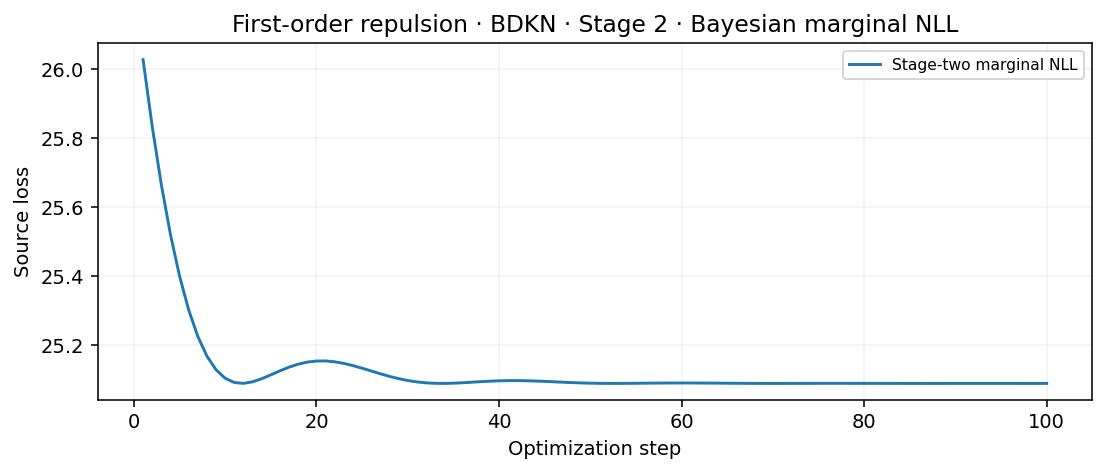 First-order repulsion · BDKN · Stage 2 · Bayesian marginal NLL
Stage-two marginal NLL
26.0
25.8
25.6
25.4
25.2
Source loss
0 20 40 60 80 100
Optimization step